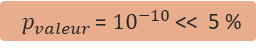 p_valeur = 10^−10 << 5 %